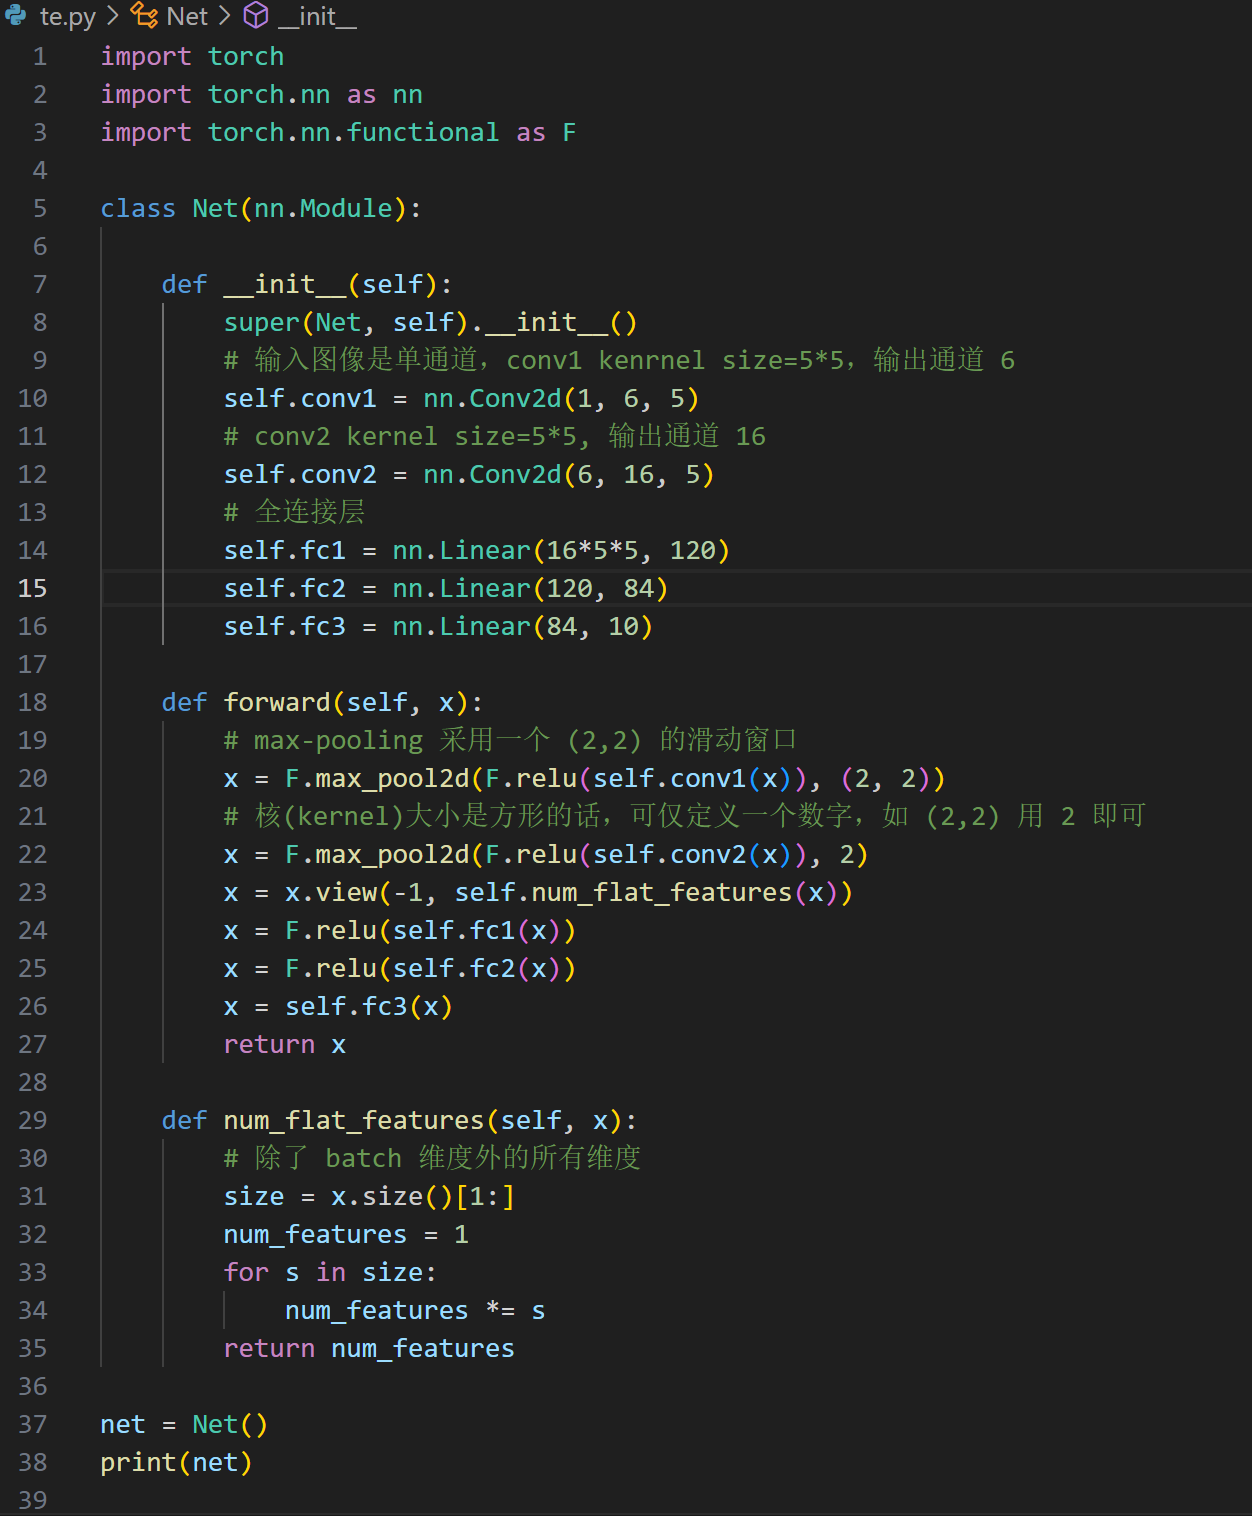 te.py > Net > __init__
1 import torch
2 import torch.nn as nn
3 import torch.nn.functional as F
4
5 class Net(nn.Module):
6
7     def __init__(self):
8         super(Net, self).__init__()
9         # 输入图像是单通道，conv1 kenrnel size=5*5，输出通道 6
10         self.conv1 = nn.Conv2d(1, 6, 5)
11         # conv2 kernel size=5*5, 输出通道 16
12         self.conv2 = nn.Conv2d(6, 16, 5)
13         # 全连接层
14         self.fc1 = nn.Linear(16*5*5, 120)
15         self.fc2 = nn.Linear(120, 84)
16         self.fc3 = nn.Linear(84, 10)
17
18     def forward(self, x):
19         # max-pooling 采用一个 (2,2) 的滑动窗口
20         x = F.max_pool2d(F.relu(self.conv1(x)), (2, 2))
21         # 核(kernel)大小是方形的话，可仅定义一个数字，如 (2,2) 用 2 即可
22         x = F.max_pool2d(F.relu(self.conv2(x)), 2)
23         x = x.view(-1, self.num_flat_features(x))
24         x = F.relu(self.fc1(x))
25         x = F.relu(self.fc2(x))
26         x = self.fc3(x)
27         return x
28
29     def num_flat_features(self, x):
30         # 除了 batch 维度外的所有维度
31         size = x.size()[1:]
32         num_features = 1
33         for s in size:
34             num_features *= s
35         return num_features
36
37 net = Net()
38 print(net)
39